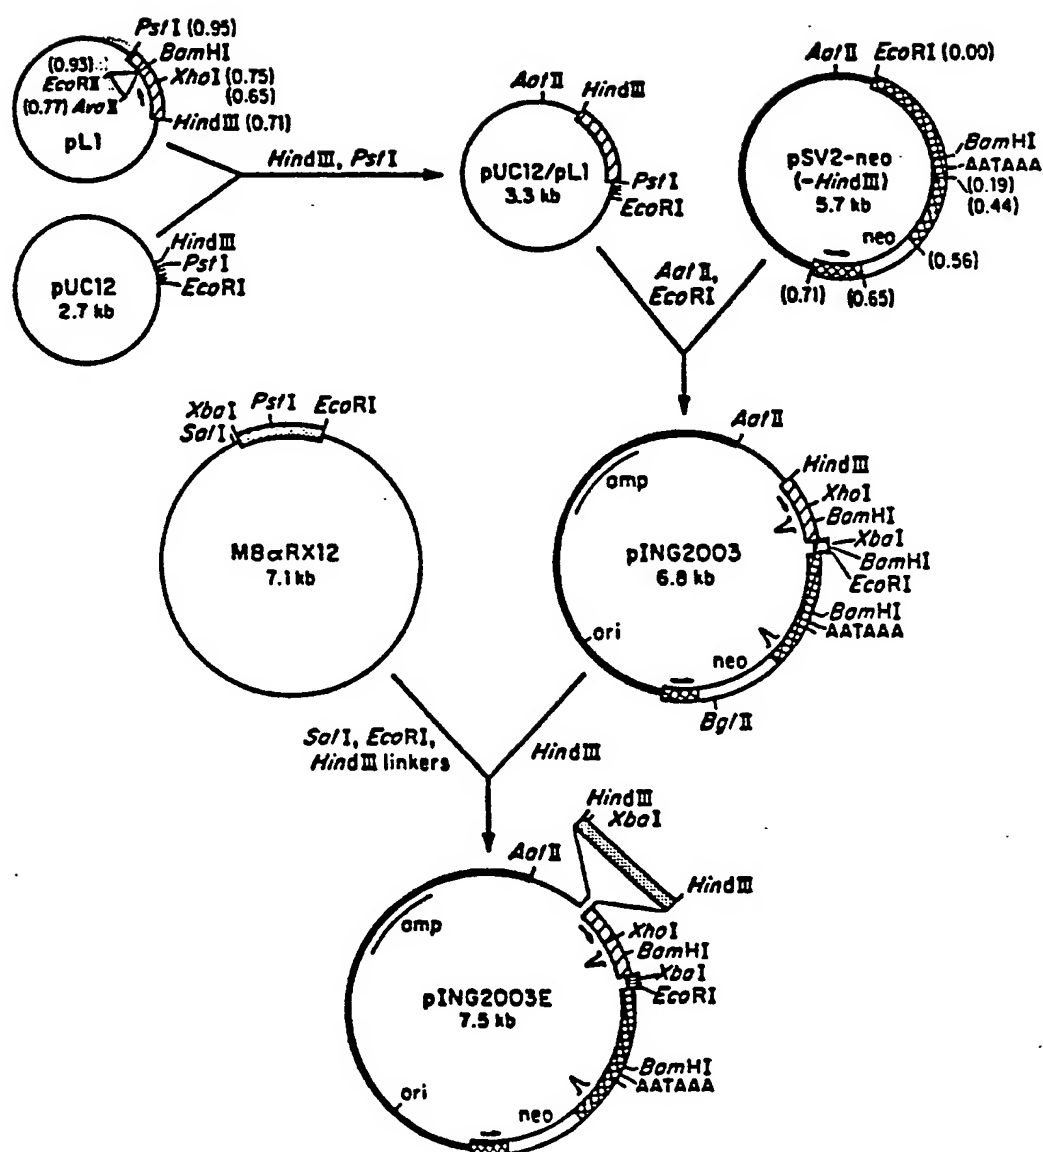 PstI (0.95)
BamHI
(0.93)
EcoRII
XhoI (0.75)
(0.65)
(0.77) AvaII
HindIII (0.71)
pL1
HindIII, PstI
HindIII
PstI
EcoRI
pUC12
2.7 kb
AatII
HindIII
pUC12/pL1
3.3 kb
PstI
EcoRI
AatII
EcoRI (0.00)
pSV2-neo
(-HindIII)
5.7 kb
BamHI
AATAAA
(0.19)
(0.44)
neo
(0.56)
(0.71)
(0.65)
AatII,
EcoRI
XbaI
PstI
EcoRI
SalI
M8αRX12
7.1 kb
AatII
HindIII
amp
XhoI
BamHI
XbaI
pING2003
6.8 kb
BamHI
EcoRI
BamHI
AATAAA
ori
neo
BglII
SalI, EcoRI,
HindIII linkers
HindIII
HindIII
XbaI
AatII
HindIII
amp
XhoI
BamHI
XbaI
EcoRI
pING2003E
7.5 kb
BamHI
AATAAA
ori
neo